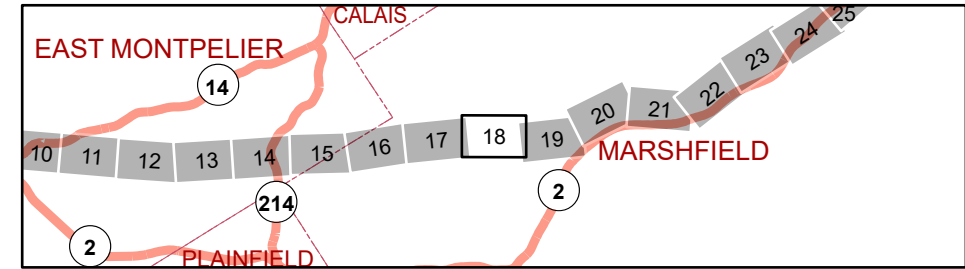 CALAIS
25
EAST MONTPELIER
24
23
14
22
20
21
10 11 12 13 14 15 16 17 18 19
MARSHFIELD
2
214
2
PLAINFIELD